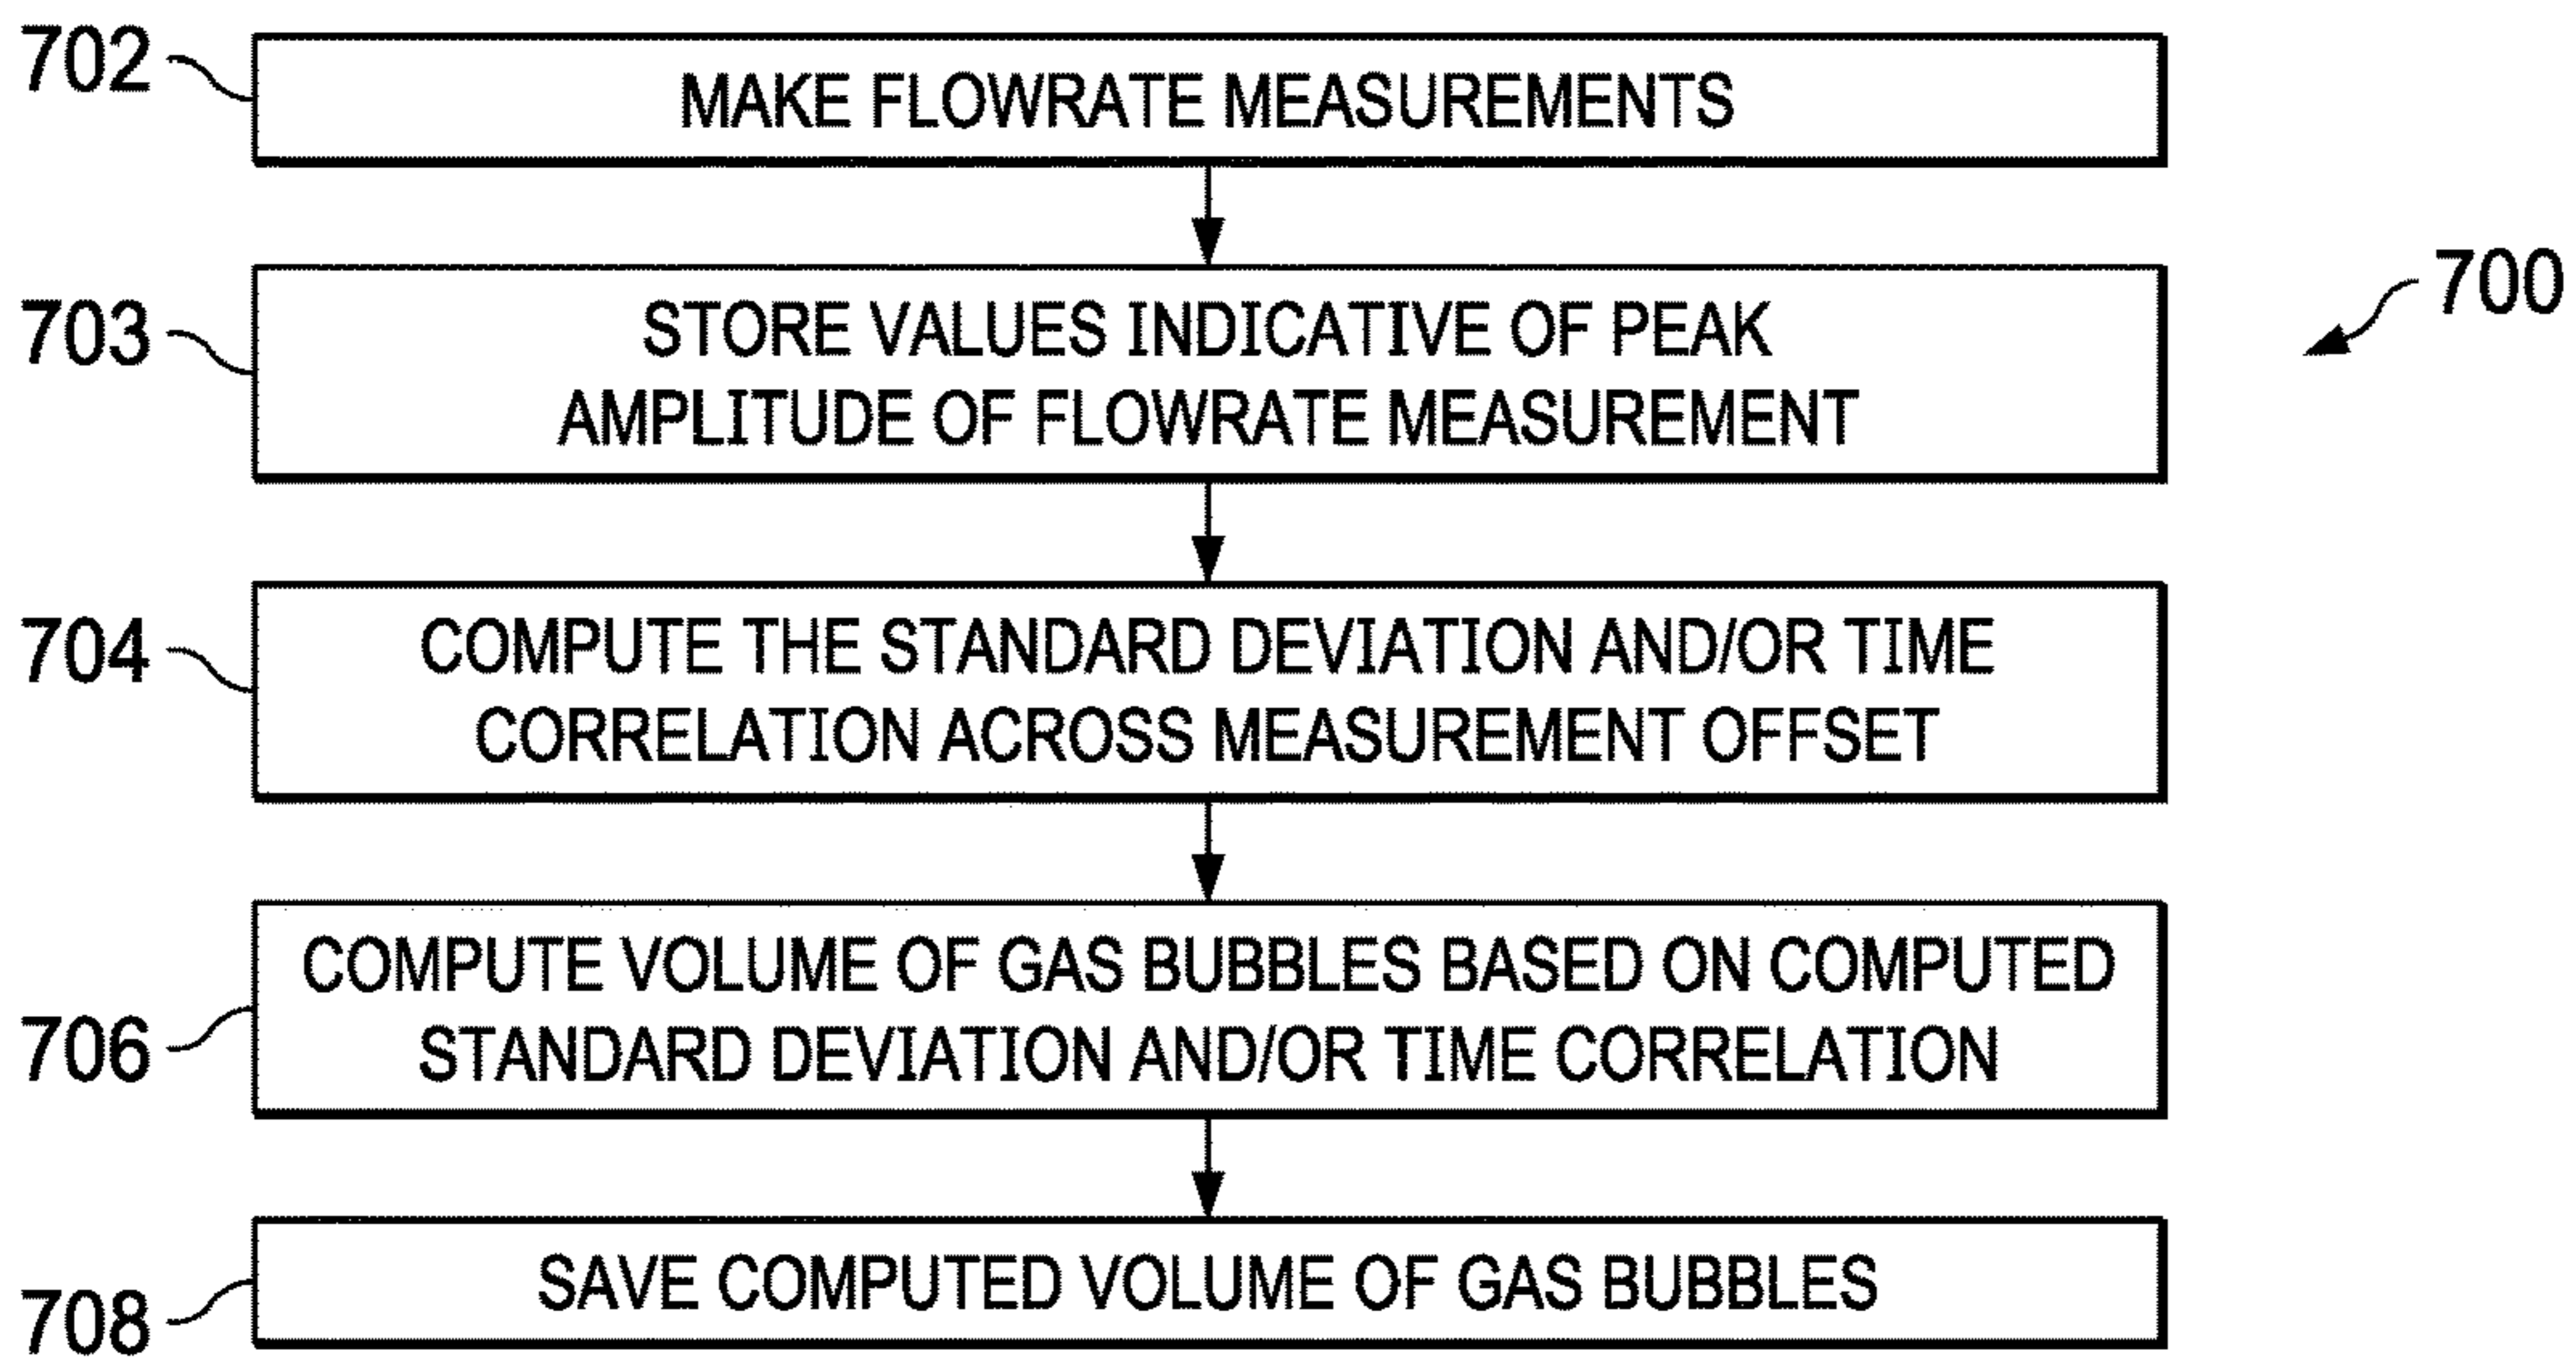 702
MAKE FLOWRATE MEASUREMENTS
700
703
STORE VALUES INDICATIVE OF PEAK
AMPLITUDE OF FLOWRATE MEASUREMENT
704
COMPUTE THE STANDARD DEVIATION AND/OR TIME
CORRELATION ACROSS MEASUREMENT OFFSET
706
COMPUTE VOLUME OF GAS BUBBLES BASED ON COMPUTED
STANDARD DEVIATION AND/OR TIME CORRELATION
708
SAVE COMPUTED VOLUME OF GAS BUBBLES